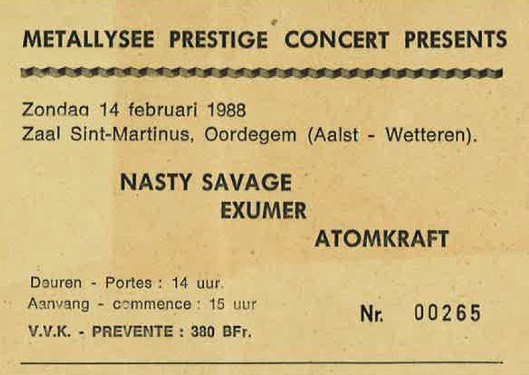 METALLYSEE PRESTIGE CONCERT PRESENTS
Zondag 14 februari 1988
Zaal Sint-Martinus, Oordegem (Aalst - Wetteren).
NASTY SAVAGE
EXUMER
ATOMKRAFT
Deuren - Portes : 14 uur.
Aanvang - commence : 15 uur
V.V.K. - PREVENTE : 380 BFr.
Nr. 00265